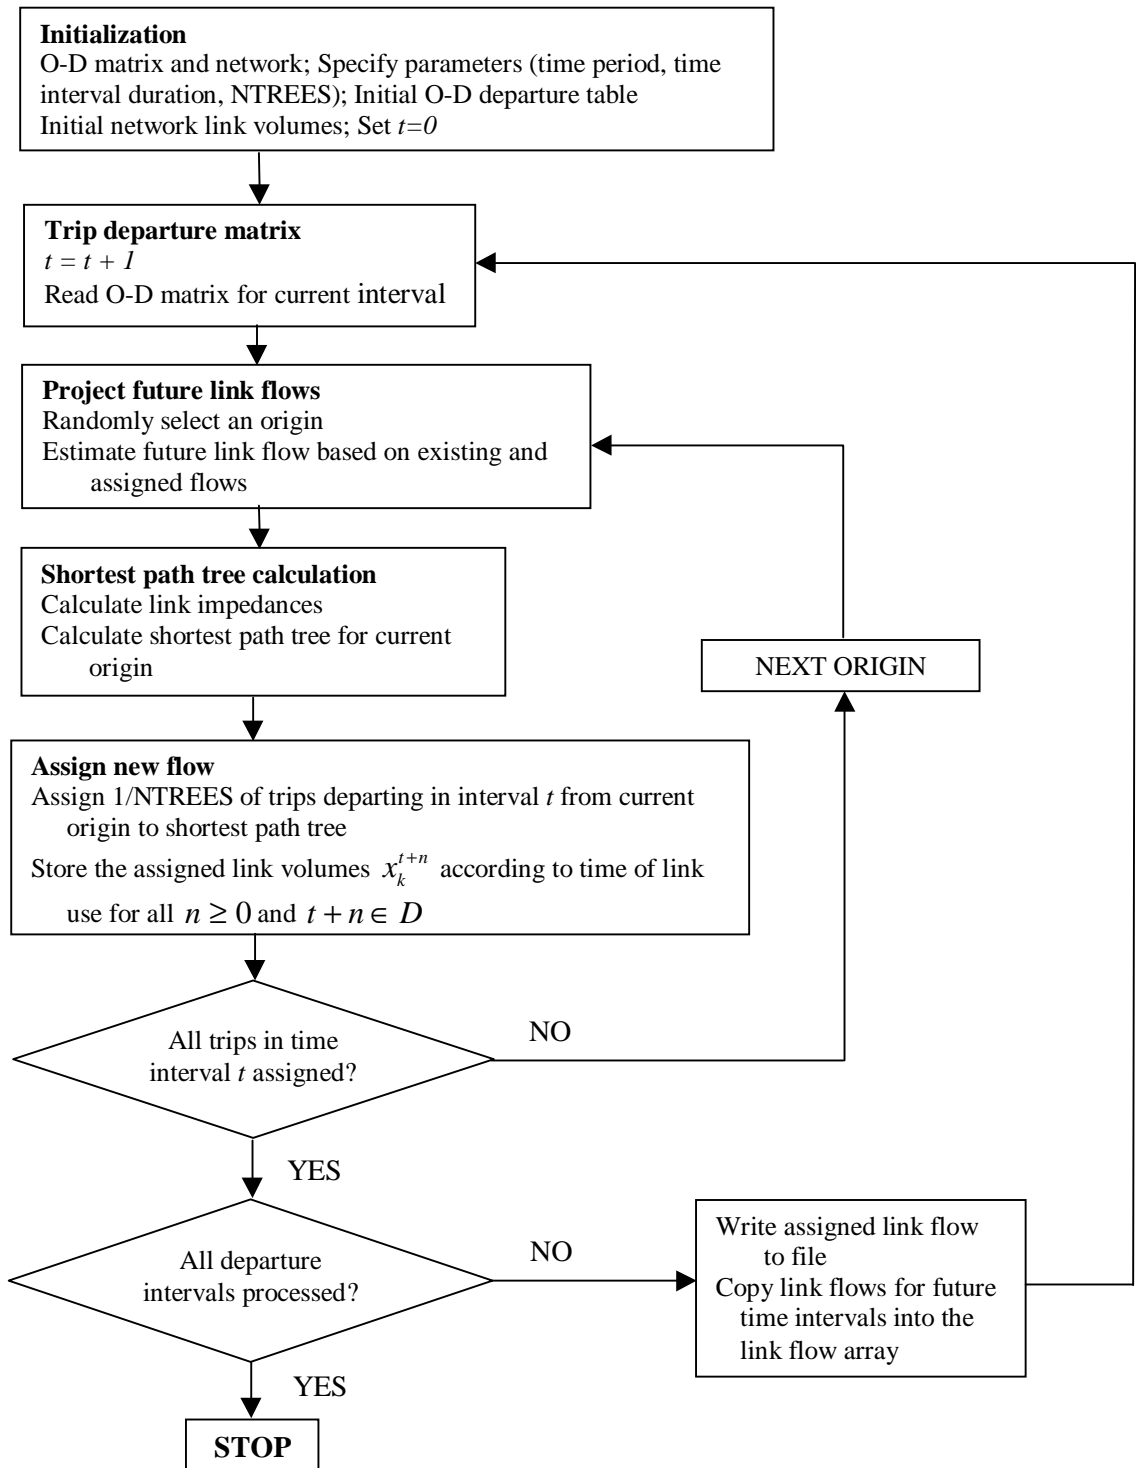 Initialization
O-D matrix and network; Specify parameters (time period, time
interval duration, NTREES); Initial O-D departure table
Initial network link volumes; Set t=0
Trip departure matrix
t = t + 1
Read O-D matrix for current interval
Project future link flows
Randomly select an origin
Estimate future link flow based on existing and
assigned flows
Shortest path tree calculation
Calculate link impedances
Calculate shortest path tree for current
origin
NEXT ORIGIN
Assign new flow
Assign 1/NTREES of trips departing in interval t from current
origin to shortest path tree
Store the assigned link volumes x_k^{t+n} according to time of link
use for all n ≥ 0 and t + n ∈ D
All trips in time
interval t assigned?
NO
YES
All departure
intervals processed?
NO
Write assigned link flow
to file
Copy link flows for future
time intervals into the
link flow array
YES
STOP